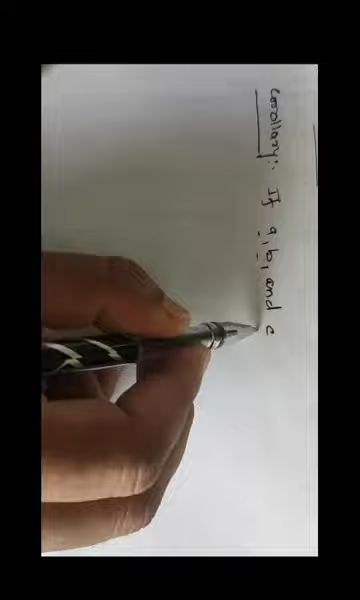 Corollary:- If a, b, and c